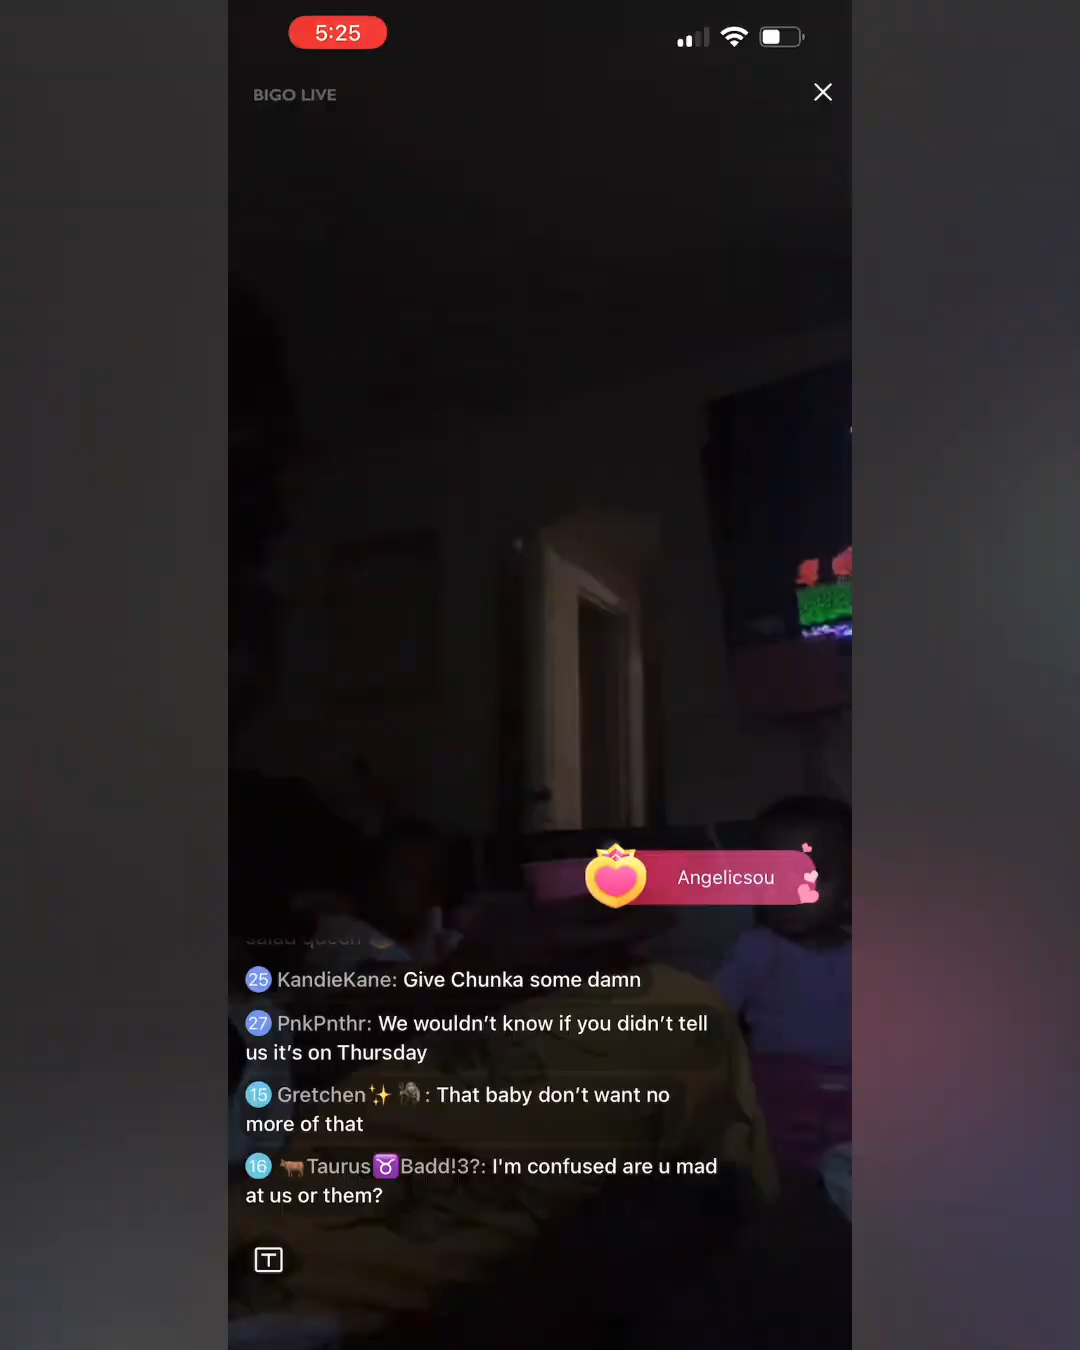 5:25
BIGO LIVE
Angelicsou
salad queen
25 KandieKane: Give Chunka some damn
27 PnkPnthr: We wouldn’t know if you didn’t tell
us it’s on Thursday
15 Gretchen✨ : That baby don’t want no
more of that
16 🐂Taurus♉Badd!3?: I'm confused are u mad
at us or them?
T